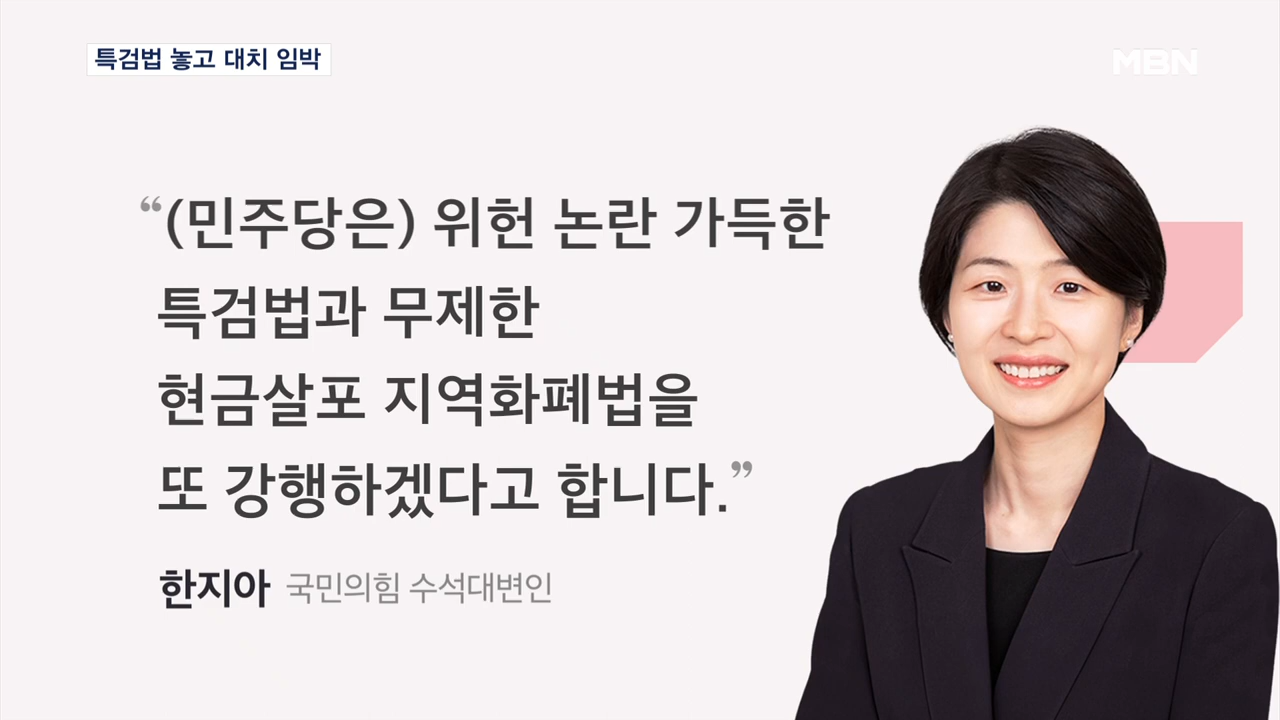 특검법 놓고 대치 임박
MBN
“(민주당은) 위헌 논란 가득한
특검법과 무제한
현금살포 지역화폐법을
또 강행하겠다고 합니다.”
한지아 국민의힘 수석대변인